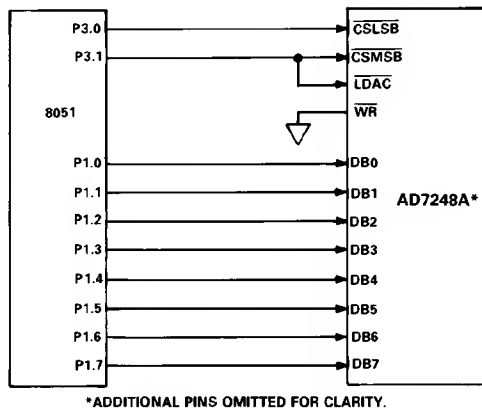 P3.0 CSLSB
P3.1 CSMSB
LDAC
8051 WR
P1.0 DB0
P1.1 DB1
AD7248A*
P1.2 DB2
P1.3 DB3
P1.4 DB4
P1.5 DB5
P1.6 DB6
P1.7 DB7
*ADDITIONAL PINS OMITTED FOR CLARITY.